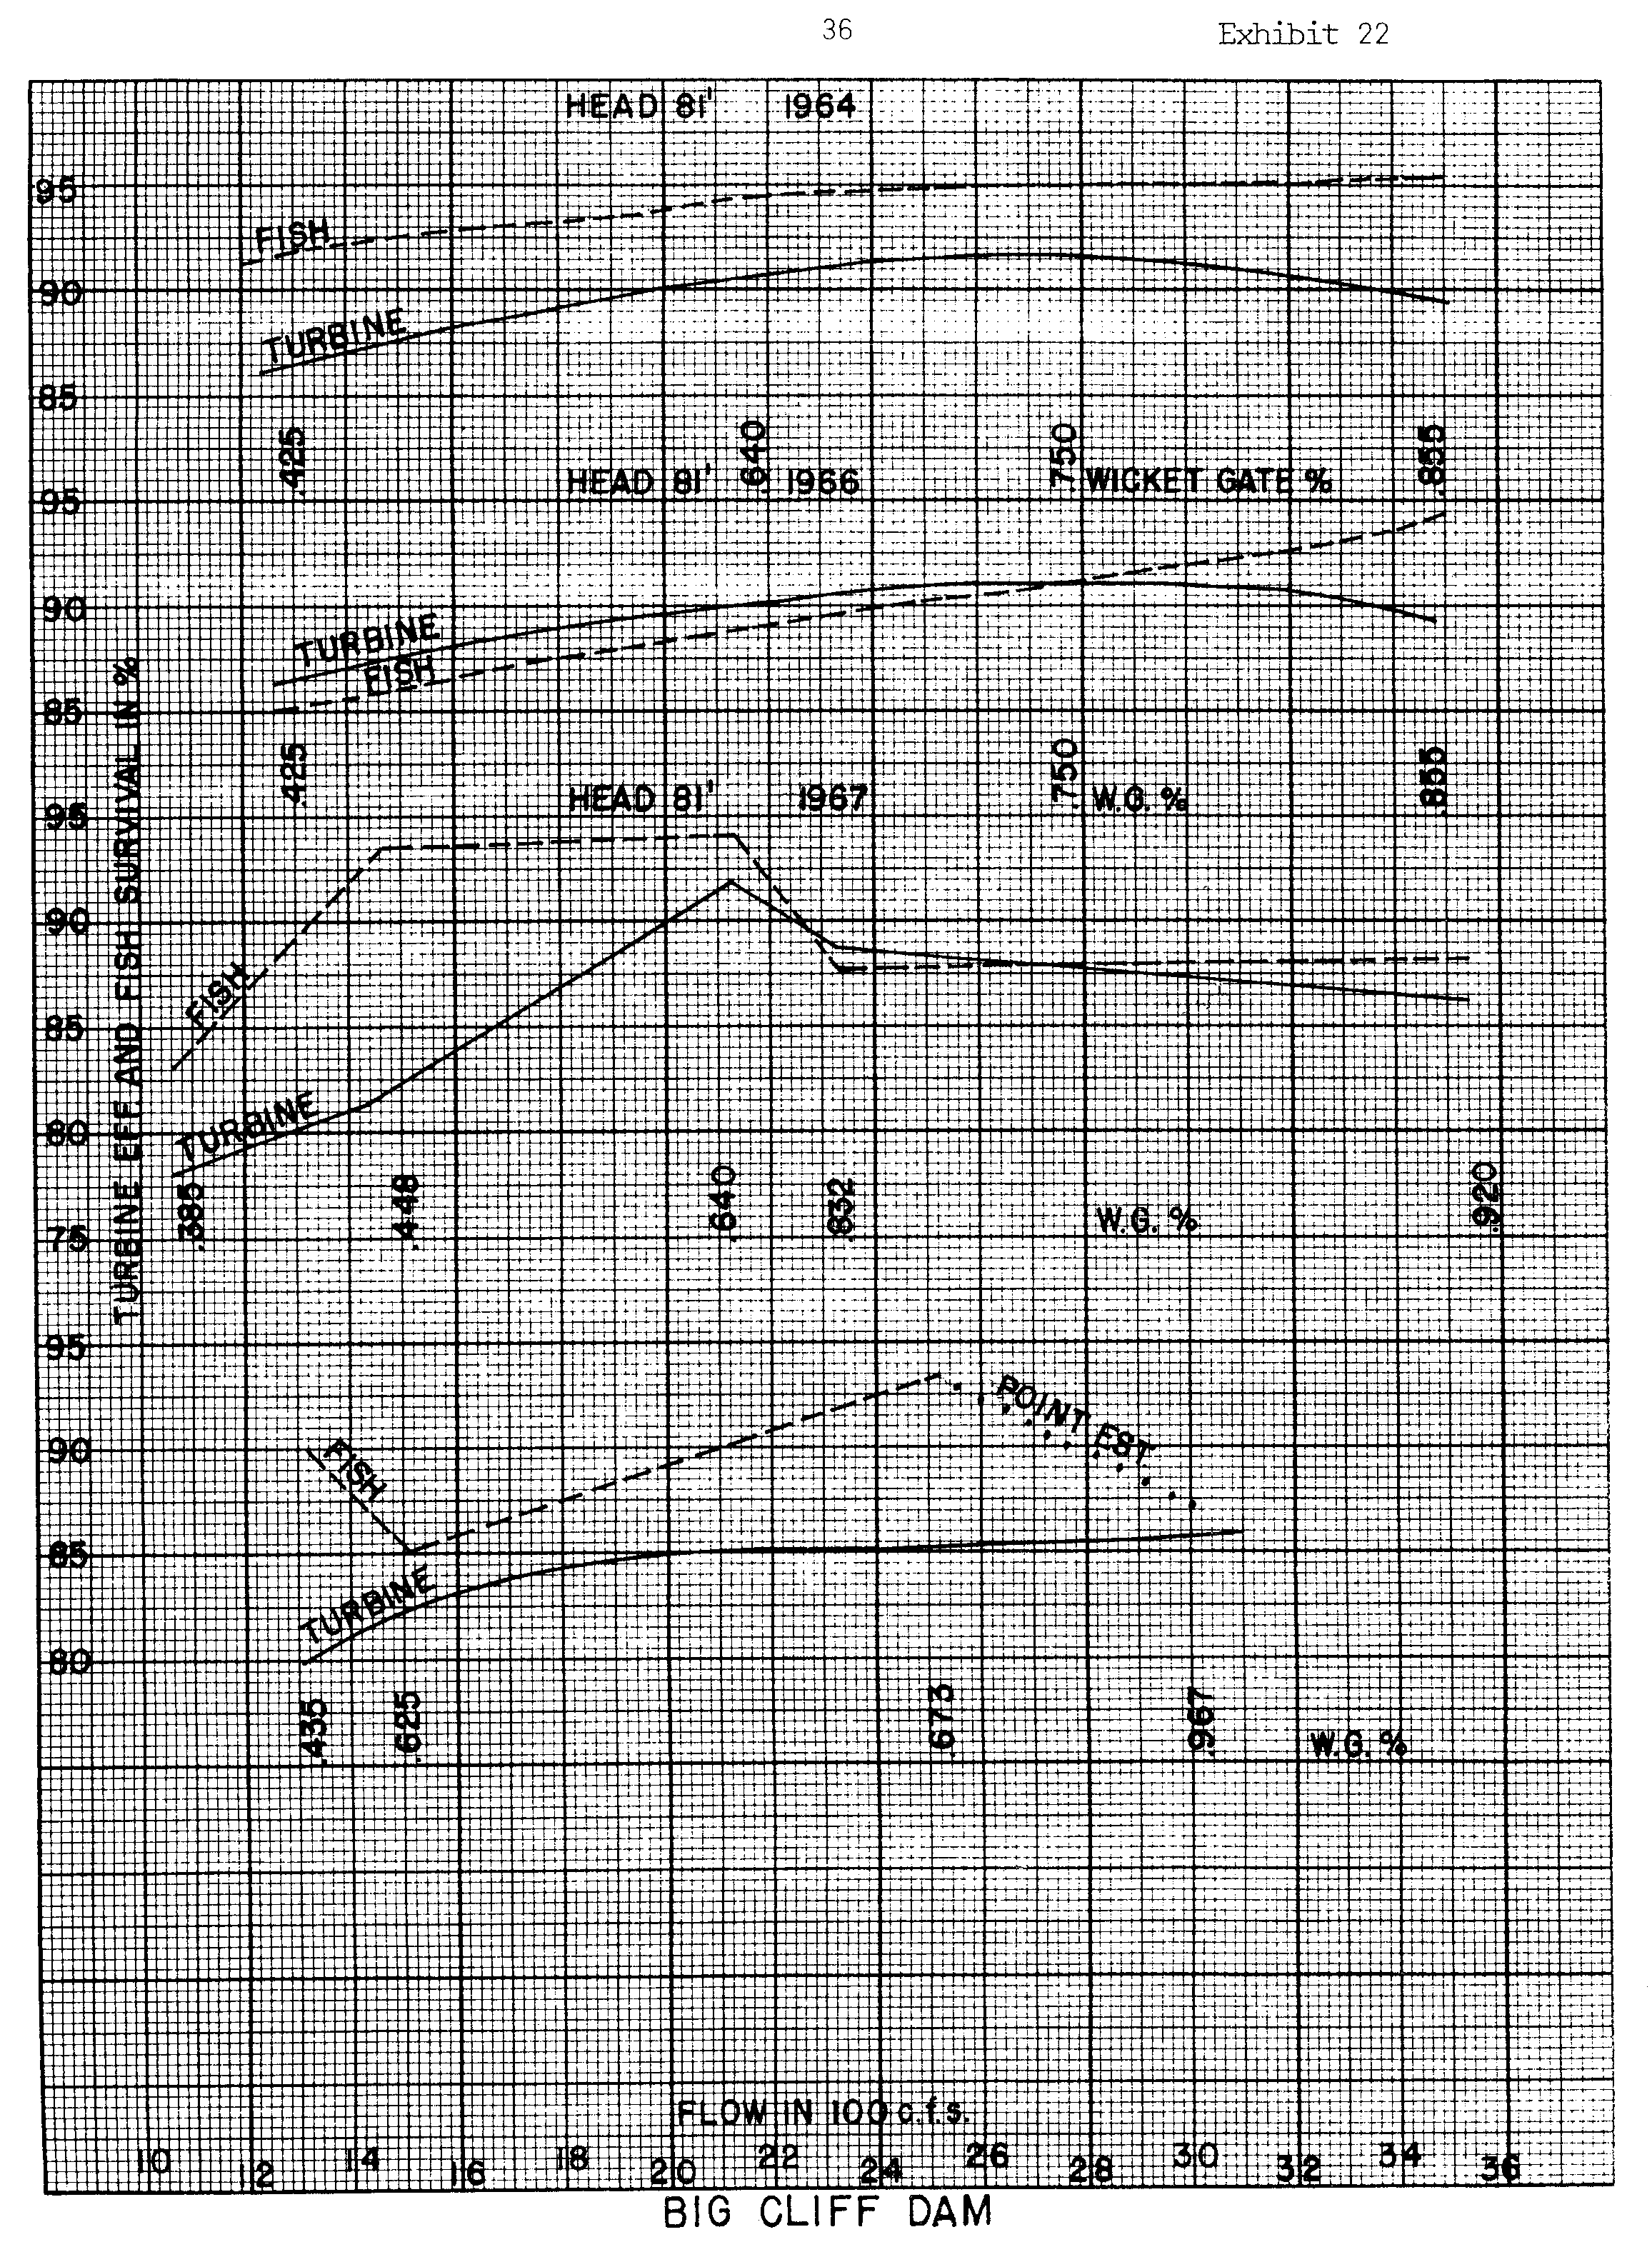 36 Exhibit 22
HEAD 81' 1964
95
FISH
90
TURBINE
85
.425 .640 .750 .855
HEAD 81' 1966 WICKET GATE %
95
90
TURBINE
FISH
85
.425 .750 .855
HEAD 81' 1967 W.G. %
95
90
FISH
85
TURBINE
80
.385 .448 .640 .832 .920
W.G. %
75
TURBINE EFF. AND FISH SURVIVAL IN %
95
POINT EST.
90
FISH
85
TURBINE
80
.435 .625 .673 .967
W.G. %
FLOW IN 100 c.f.s.
10 12 14 16 18 20 22 24 26 28 30 32 34 36
BIG CLIFF DAM